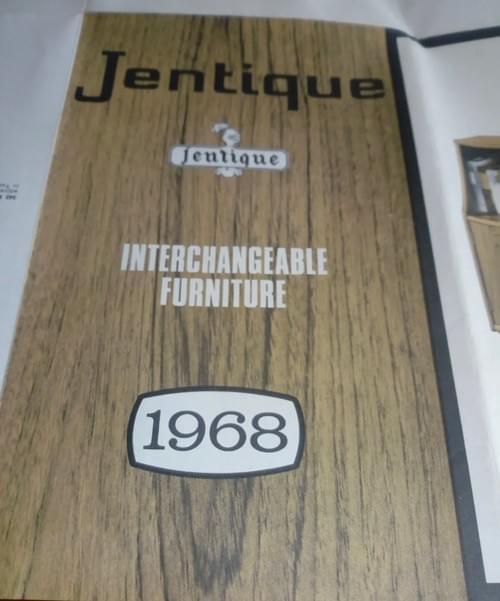 Jentique
Jentique
INTERCHANGEABLE
FURNITURE
1968